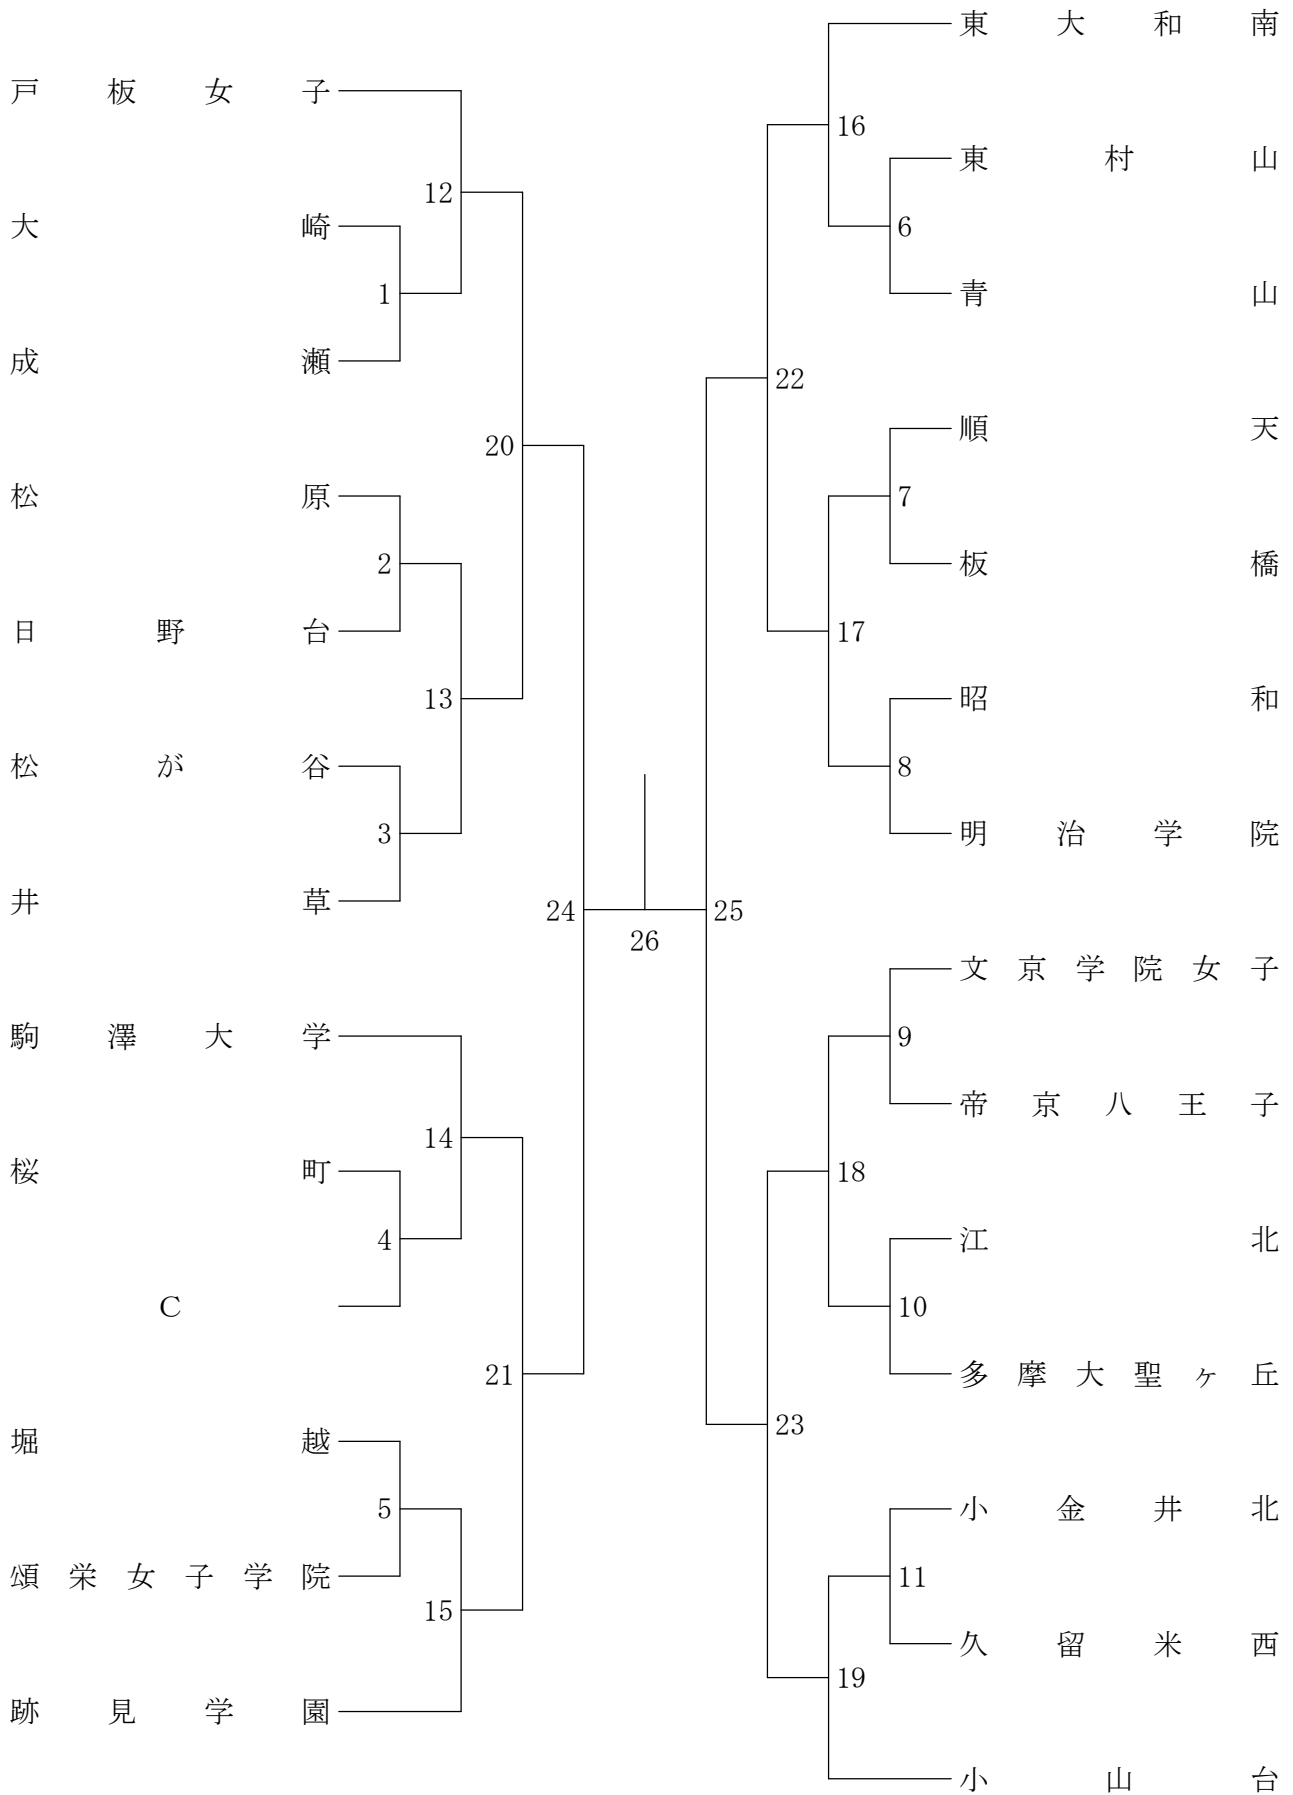 戸板女子
12
大崎
1
成瀬
20
松原
2
日野台
13
松が谷
3
井草
24
26
駒澤大学
14
桜町
4
C
21
堀越
5
頌栄女子学院
15
跡見学園
東大和南
16
東村山
6
青山
22
順天
7
板橋
17
昭和
8
明治学院
25
文京学院女子
9
帝京八王子
18
江北
10
多摩大聖ヶ丘
23
小金井北
11
久留米西
19
小山台